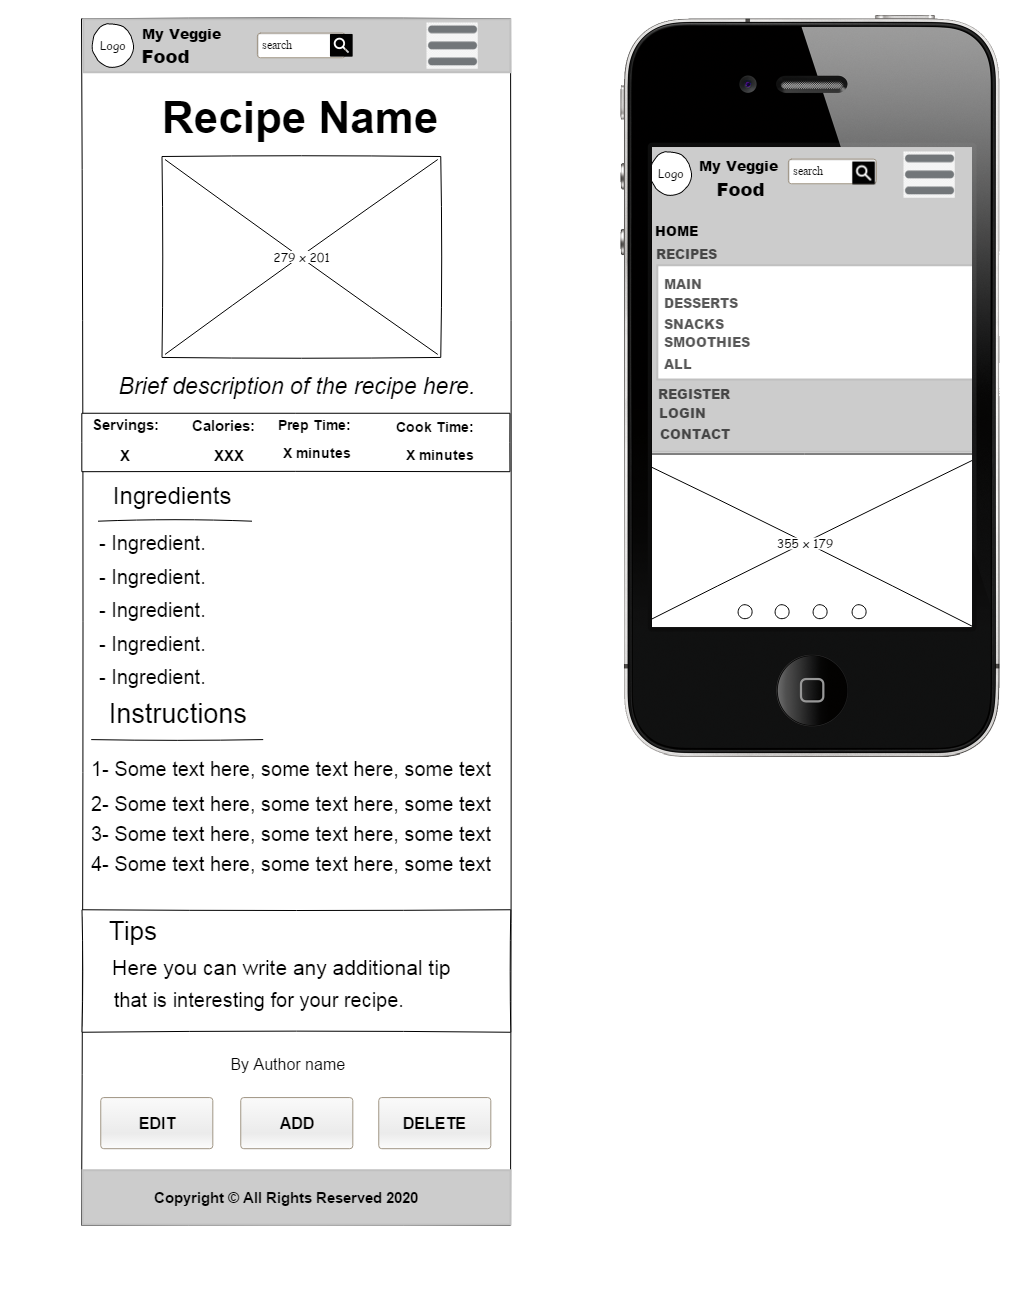 Logo
My Veggie
Food
search
Recipe Name
279 x 201
Brief description of the recipe here.
Servings: Calories: Prep Time: Cook Time:
X XXX X minutes X minutes
Ingredients
- Ingredient.
- Ingredient.
- Ingredient.
- Ingredient.
- Ingredient.
Instructions
1- Some text here, some text here, some text
2- Some text here, some text here, some text
3- Some text here, some text here, some text
4- Some text here, some text here, some text
Tips
Here you can write any additional tip
that is interesting for your recipe.
By Author name
EDIT ADD DELETE
Copyright © All Rights Reserved 2020
Logo
My Veggie
Food
search
HOME
RECIPES
MAIN
DESSERTS
SNACKS
SMOOTHIES
ALL
REGISTER
LOGIN
CONTACT
355 x 179